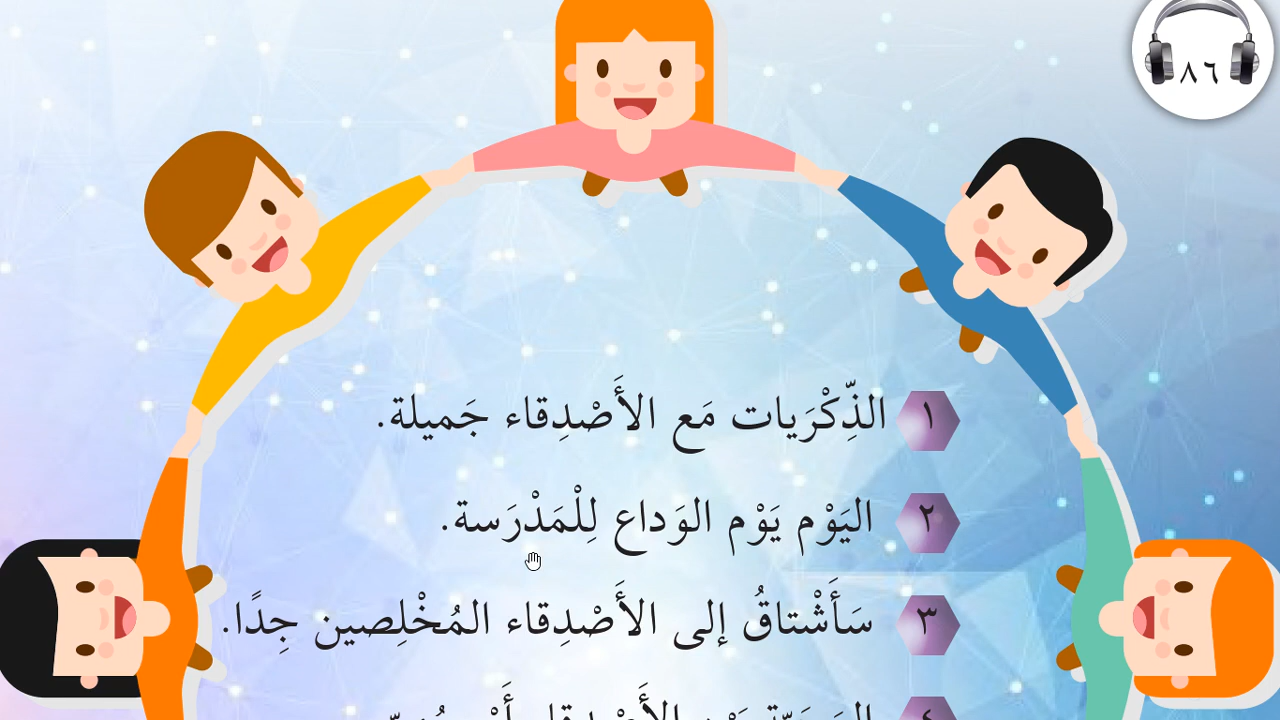 ٨٦
١ الذِّكْرَيات مَع الأَصْدِقاء جَميلة.
٢ اليَوْم يَوْم الوَداع لِلْمَدْرَسة.
٣ سَأَشْتاقُ إلى الأَصْدِقاء المُخْلِصين جِدًا.